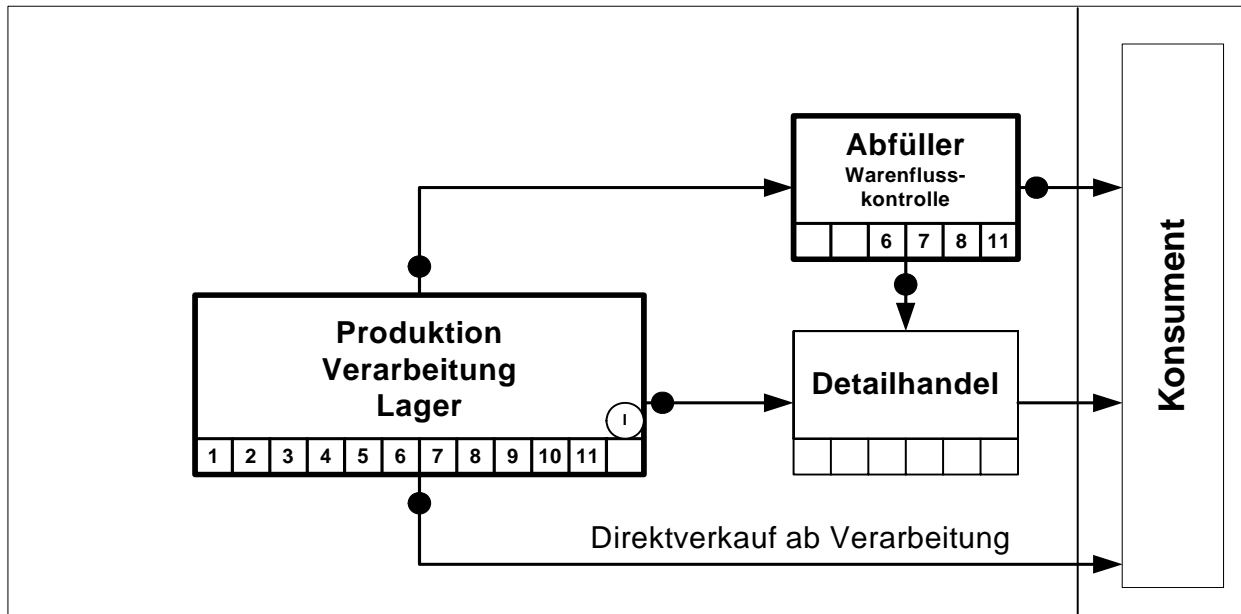 Abfüller
Warenfluss-
kontrolle
6 7 8 11
Produktion
Verarbeitung
Lager
I
1 2 3 4 5 6 7 8 9 10 11
Detailhandel
Direktverkauf ab Verarbeitung
Konsument